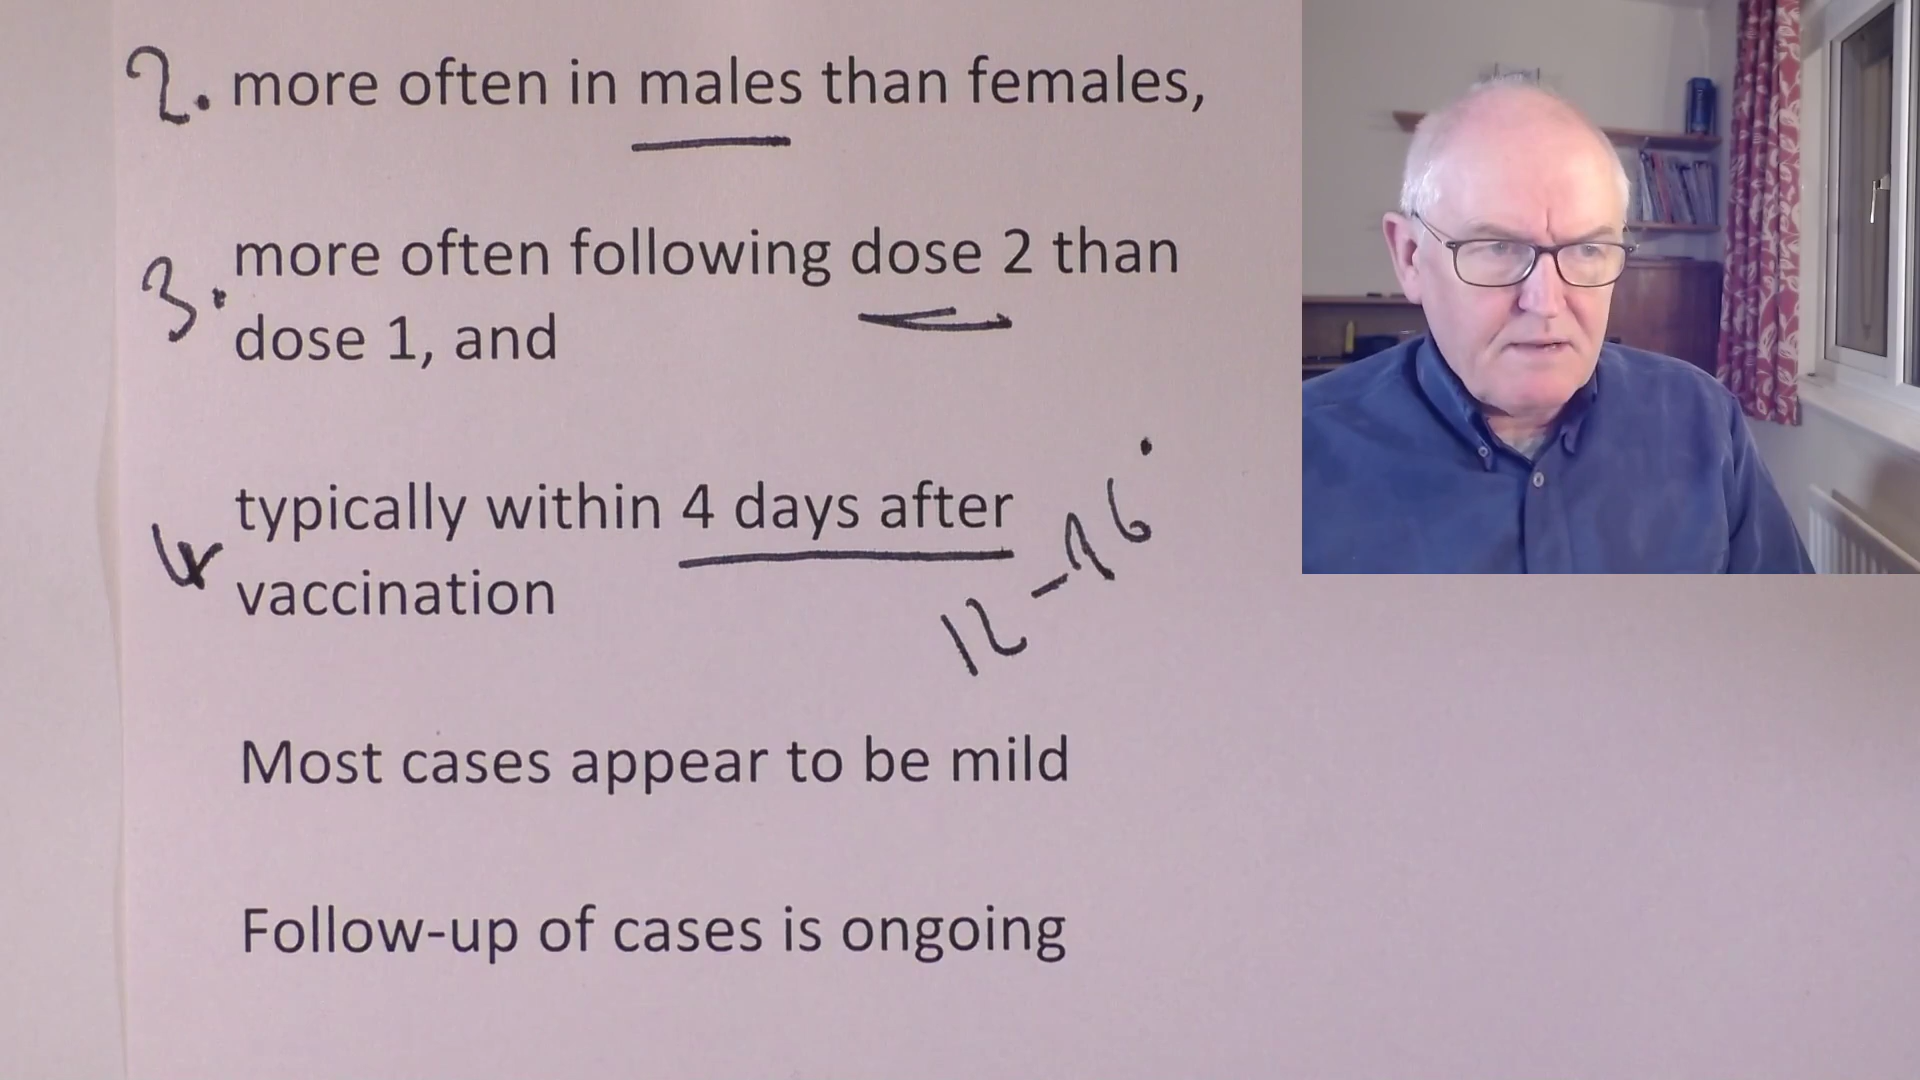 2. more often in males than females,
3. more often following dose 2 than
dose 1, and
4 typically within 4 days after
vaccination
12-16
Most cases appear to be mild
Follow-up of cases is ongoing